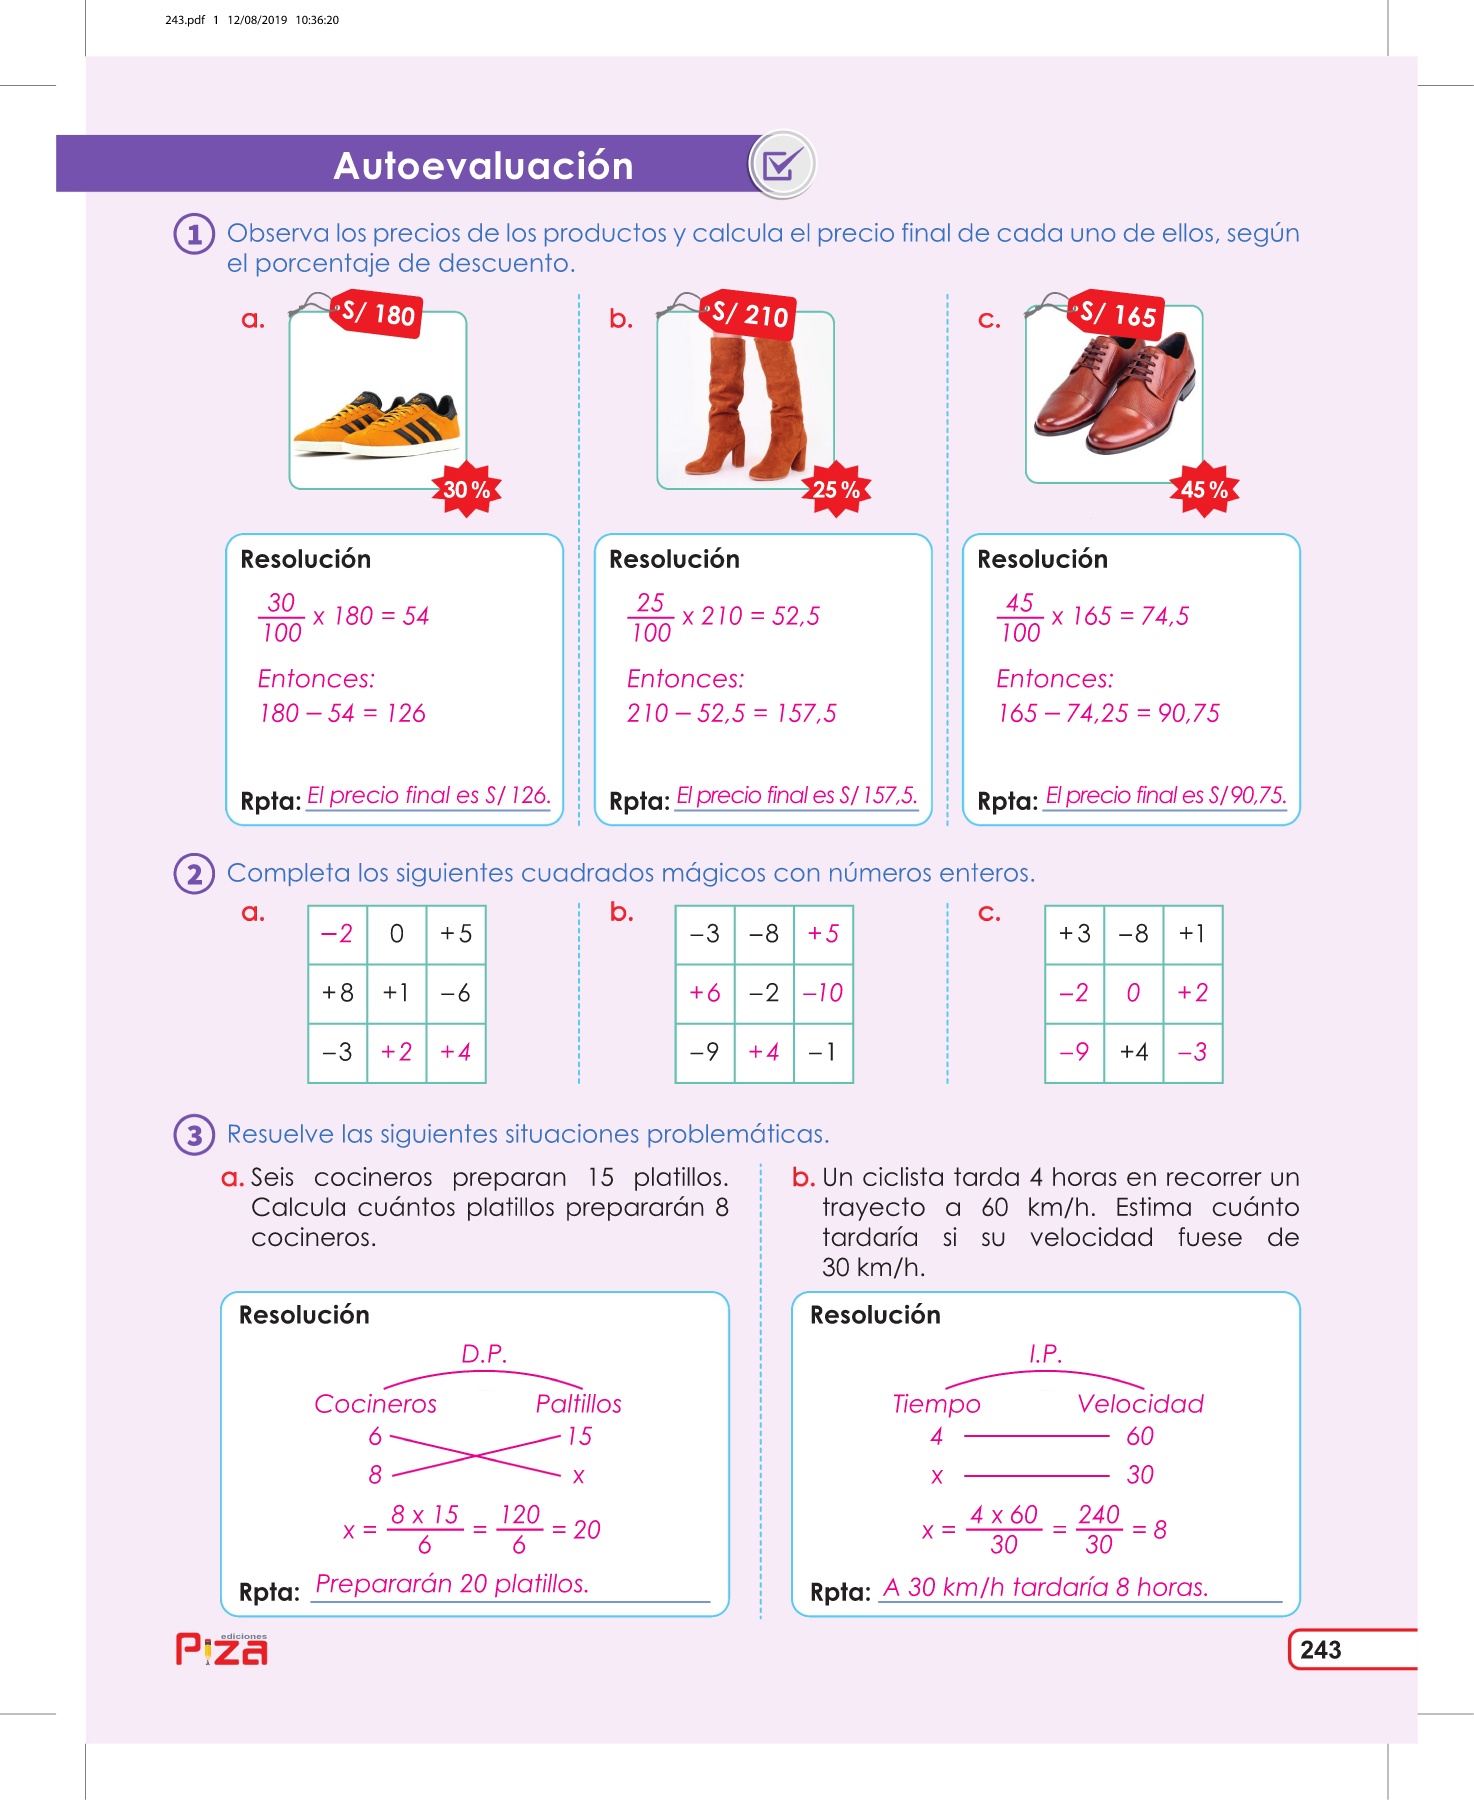 243.pdf 1 12/08/2019 10:36:20
Autoevaluación
1 Observa los precios de los productos y calcula el precio final de cada uno de ellos, según
el porcentaje de descuento.
a. S/ 180
30 %
b. S/ 210
25 %
c. S/ 165
45 %
Resolución
30/100 x 180 = 54
Entonces:
180 – 54 = 126
Rpta: El precio final es S/ 126.
Resolución
25/100 x 210 = 52,5
Entonces:
210 – 52,5 = 157,5
Rpta: El precio final es S/ 157,5.
Resolución
45/100 x 165 = 74,5
Entonces:
165 – 74,25 = 90,75
Rpta: El precio final es S/ 90,75.
2 Completa los siguientes cuadrados mágicos con números enteros.
a.
–2 0 +5
+8 +1 –6
–3 +2 +4
b.
–3 –8 +5
+6 –2 –10
–9 +4 –1
c.
+3 –8 +1
–2 0 +2
–9 +4 –3
3 Resuelve las siguientes situaciones problemáticas.
a. Seis cocineros preparan 15 platillos.
Calcula cuántos platillos prepararán 8
cocineros.
Resolución
D.P.
Cocineros Paltillos
6 15
8 x
x = 8 x 15/6 = 120/6 = 20
Rpta: Prepararán 20 platillos.
b. Un ciclista tarda 4 horas en recorrer un
trayecto a 60 km/h. Estima cuánto
tardaría si su velocidad fuese de
30 km/h.
Resolución
I.P.
Tiempo Velocidad
4 60
x 30
x = 4 x 60/30 = 240/30 = 8
Rpta: A 30 km/h tardaría 8 horas.
ediciones
Piza
243